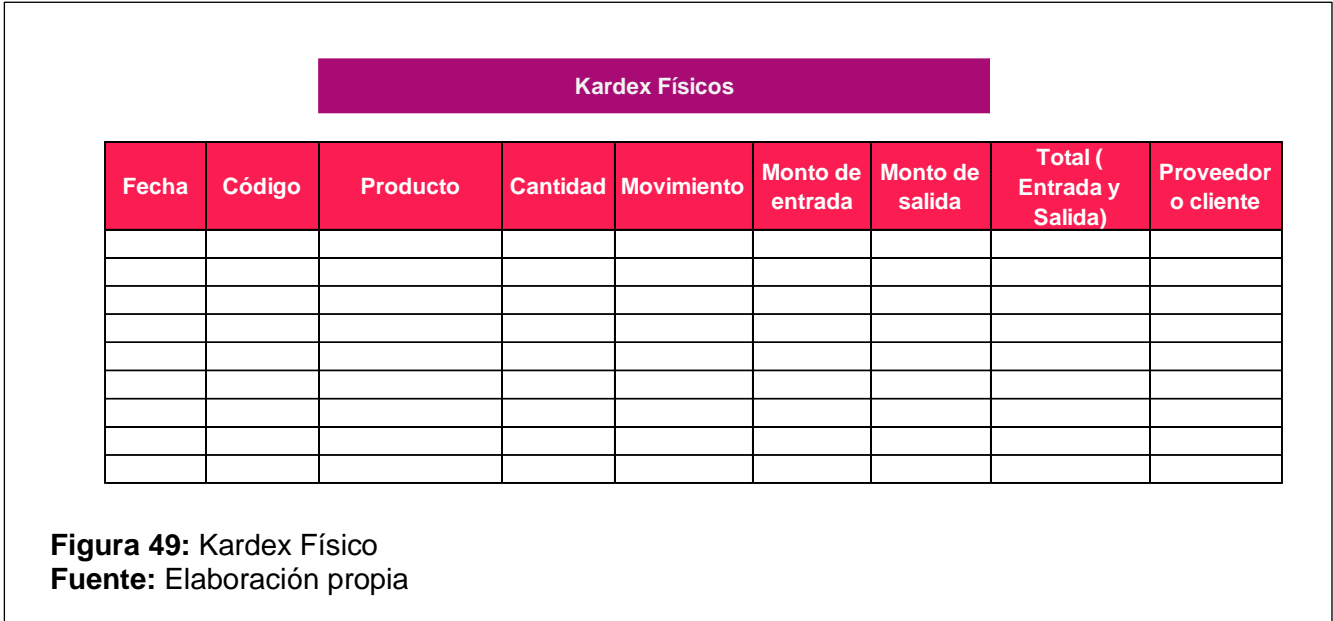 Kardex Físicos
Fecha Código Producto Cantidad Movimiento Monto de entrada Monto de salida Total ( Entrada y Salida) Proveedor o cliente
Figura 49: Kardex Físico
Fuente: Elaboración propia